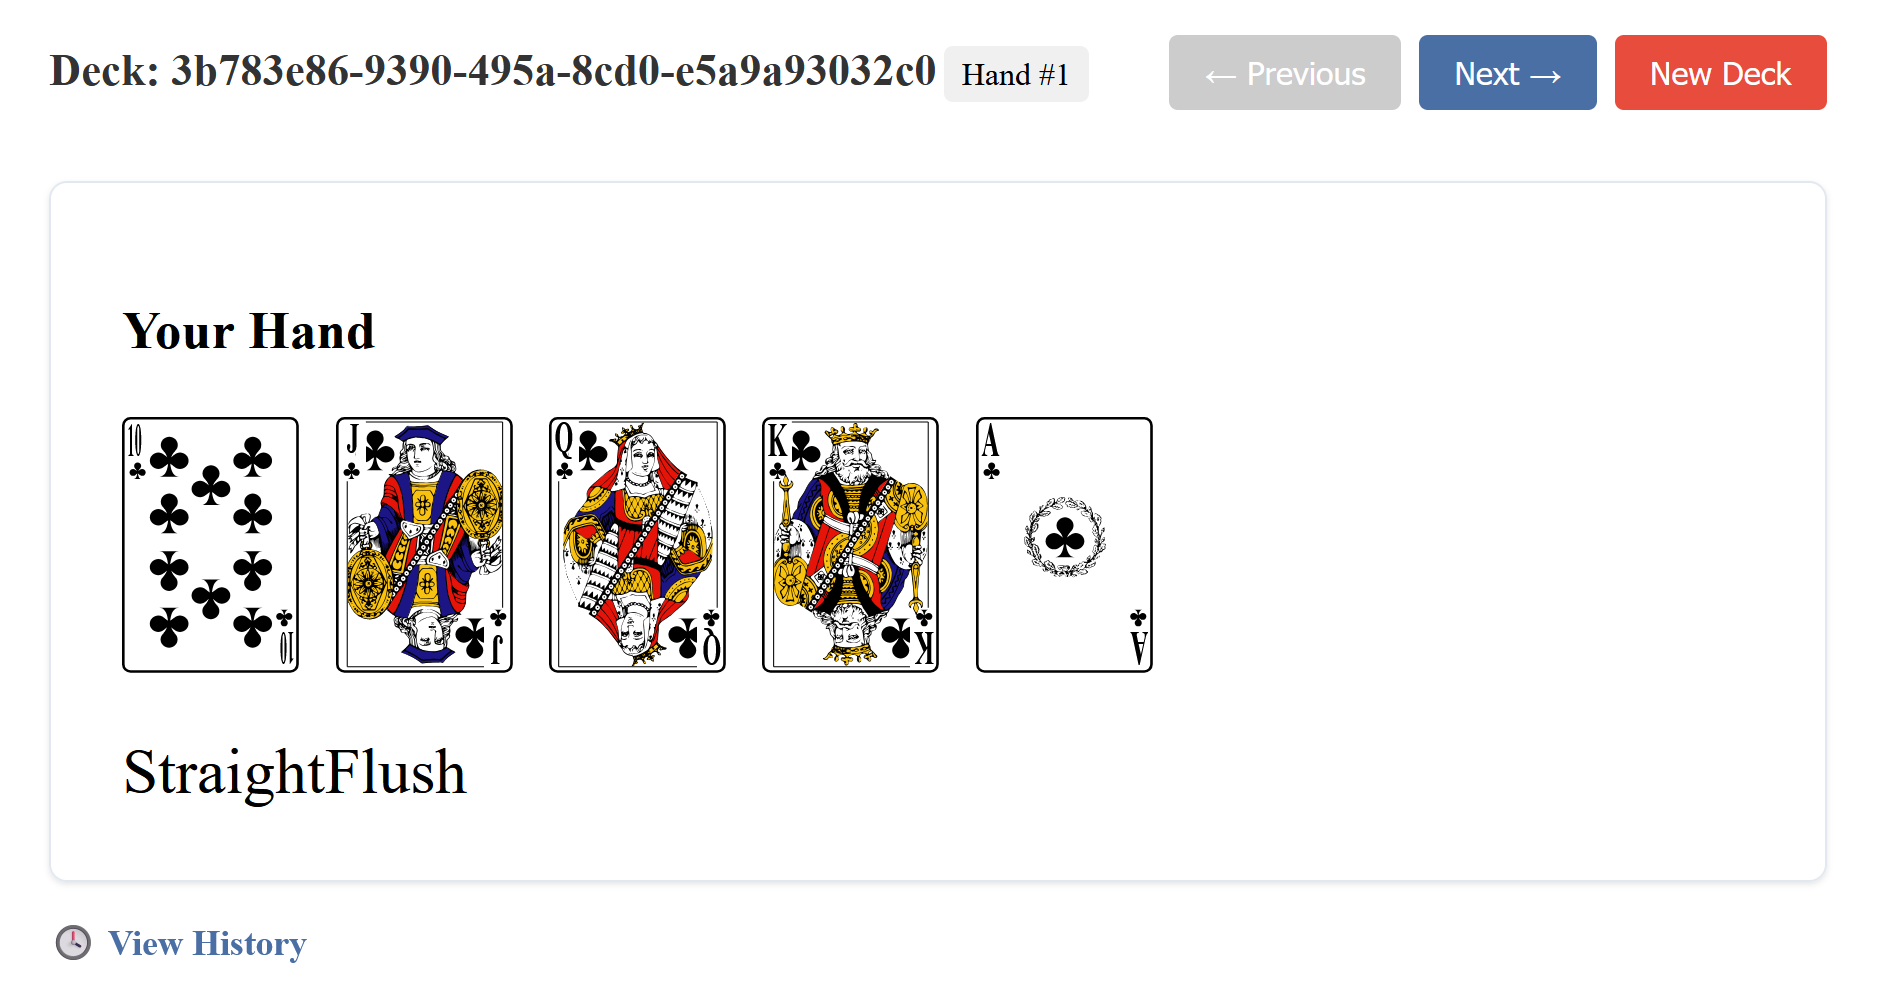 Deck: 3b783e86-9390-495a-8cd0-e5a9a93032c0 Hand #1 ← Previous Next → New Deck
Your Hand
10 J Q K A
10 J Q K A
StraightFlush
View History